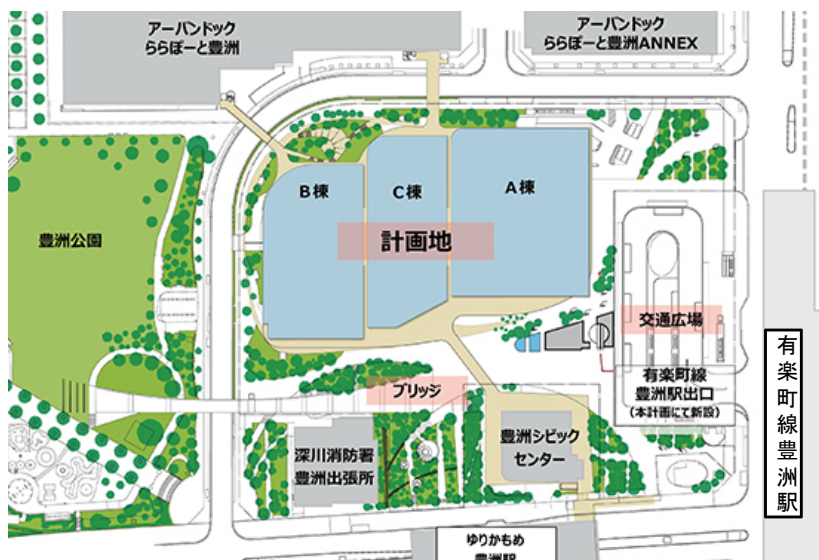 アーバンドック
ららぽーと豊洲
アーバンドック
ららぽーと豊洲ANNEX
B棟
C棟
A棟
計画地
豊洲公園
交通広場
有楽町線
豊洲駅出口
(本計画にて新設)
ブリッジ
深川消防署
豊洲出張所
豊洲シビック
センター
有楽町線豊洲駅
ゆりかもめ
豊洲駅